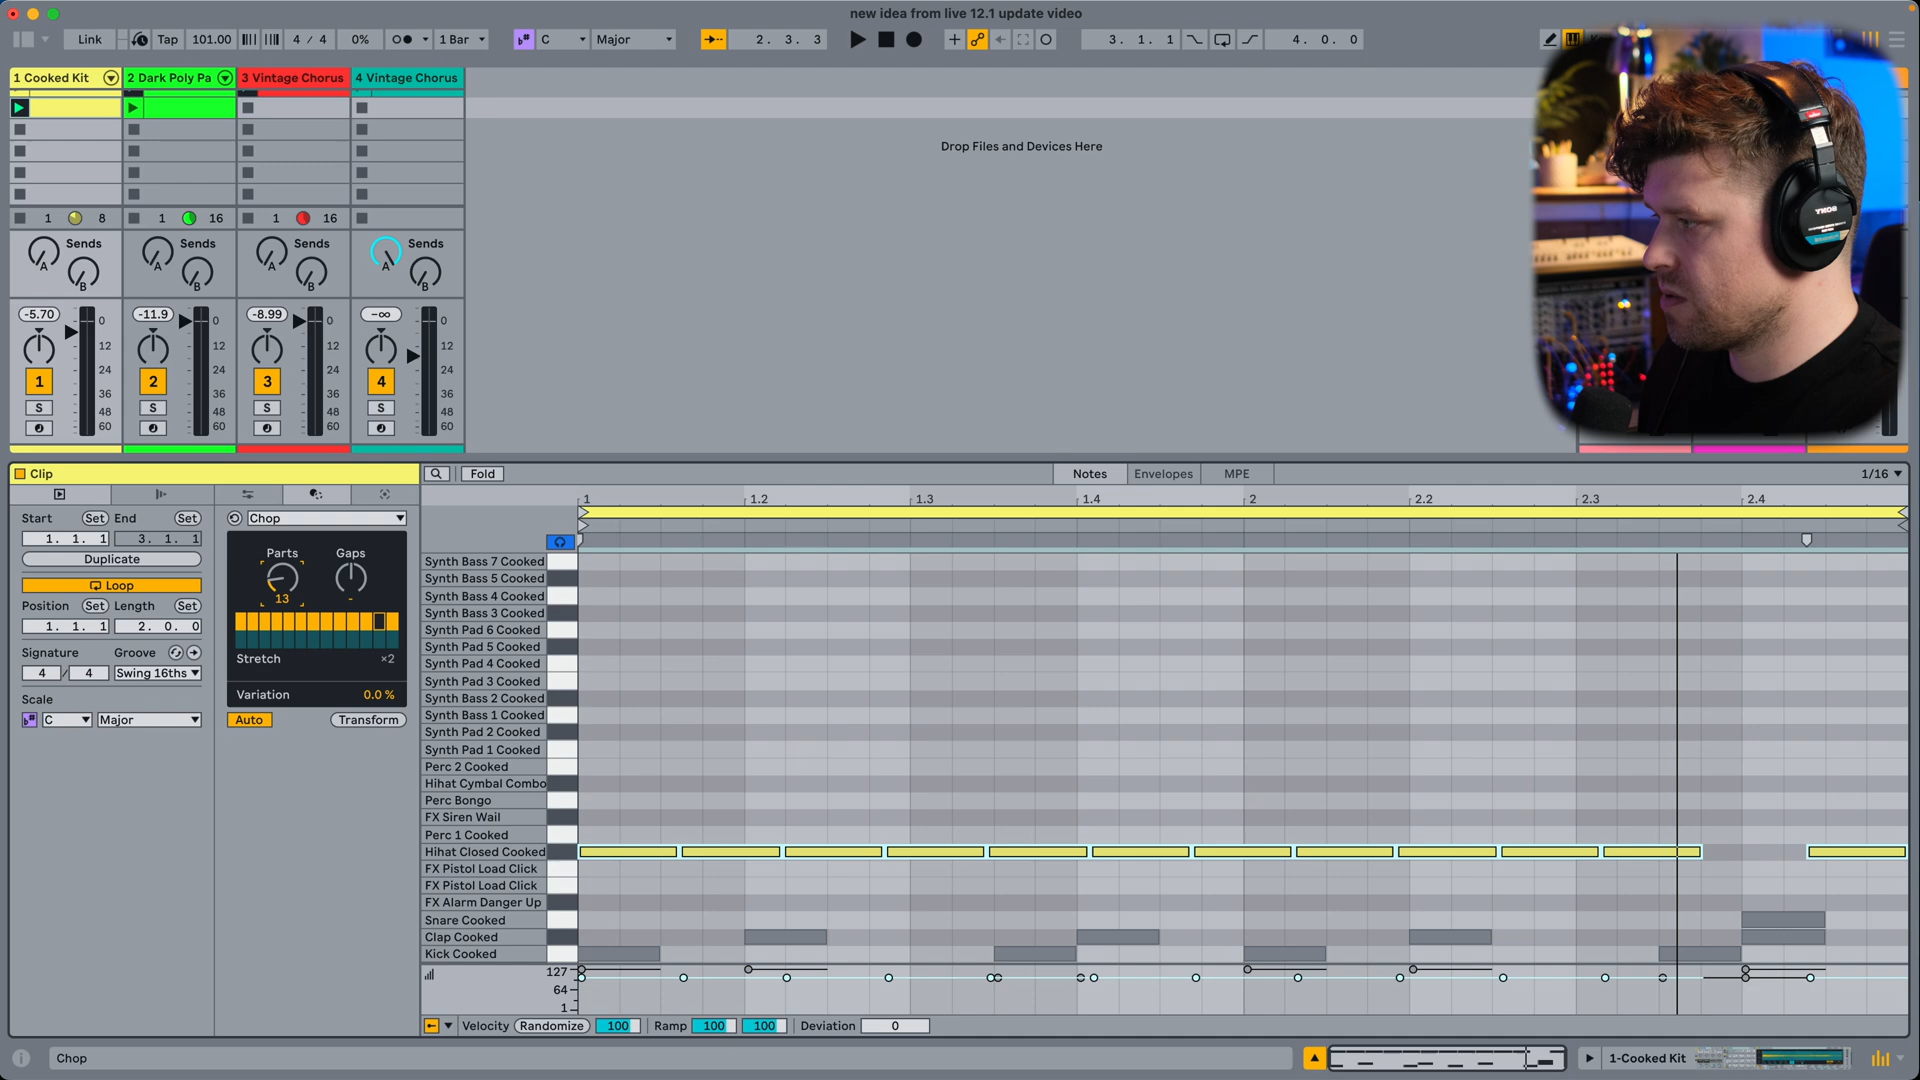 new idea from live 12.1 update video
Link Tap 101.00 4 / 4 0% 1 Bar C Major 2. 3. 3 3. 1. 1 4. 0. 0
1 Cooked Kit 2 Dark Poly Pa 3 Vintage Chorus 4 Vintage Chorus
Drop Files and Devices Here
1 8 1 16 1 16
Sends Sends Sends Sends
A A A A
B B B B
-5.70 0 -11.9 0 -8.99 0 -∞ 0
12 12 12 12
24 24 24 24
1 2 3 4
36 36 36 36
S 48 S 48 S 48 S 48
60 60 60 60
SONY
Clip Fold Notes Envelopes MPE 1/16
1 1.2 1.3 1.4 2 2.2 2.3 2.4
Start Set End Set
1. 1. 1 3. 1. 1
Duplicate
Loop
Position Set Length Set
1. 1. 1 2. 0. 0
Signature Groove
4 / 4 Swing 16ths
Scale
C Major
Chop
Parts Gaps
13 -
Stretch ×2
Variation 0.0 %
Auto Transform
Synth Bass 7 Cooked
Synth Bass 5 Cooked
Synth Bass 4 Cooked
Synth Bass 3 Cooked
Synth Pad 6 Cooked
Synth Pad 5 Cooked
Synth Pad 4 Cooked
Synth Pad 3 Cooked
Synth Bass 2 Cooked
Synth Bass 1 Cooked
Synth Pad 2 Cooked
Synth Pad 1 Cooked
Perc 2 Cooked
Hihat Cymbal Combo
Perc Bongo
FX Siren Wail
Perc 1 Cooked
Hihat Closed Cooked
FX Pistol Load Click
FX Pistol Load Click
FX Alarm Danger Up
Snare Cooked
Clap Cooked
Kick Cooked
127
64
1
Velocity Randomize 100 Ramp 100 100 Deviation 0
Chop 1-Cooked Kit